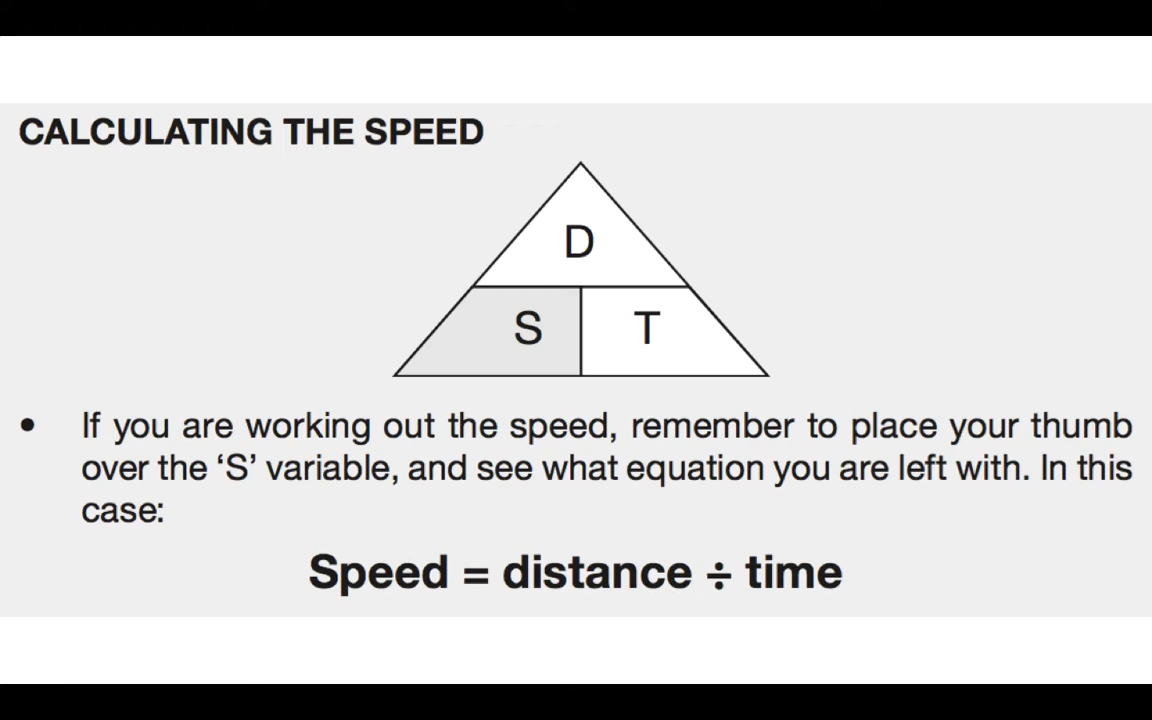 CALCULATING THE SPEED
D
S T
• If you are working out the speed, remember to place your thumb
over the ‘S’ variable, and see what equation you are left with. In this
case:
Speed = distance ÷ time